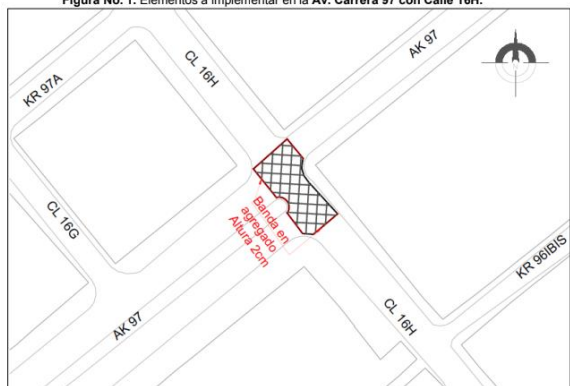 Figura No. 1. Elementos a implementar en la Av. Carrera 97 con Calle 16H.
AK 97
CL 16H
KR 97A
N
Banda en
agregado
Altura 2cm
CL 16G
KR 96IBIS
CL 16H
AK 97